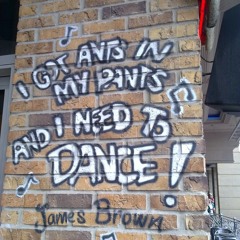 I GOT ANTS IN
MY PANTS
AND I NEED TO
DANCE!
James Brown